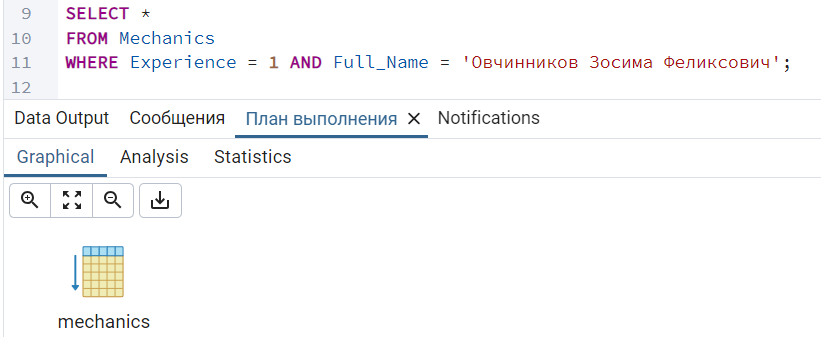 9 SELECT *
10 FROM Mechanics
11 WHERE Experience = 1 AND Full_Name = 'Овчинников Зосима Феликсович';
12
Data Output Сообщения План выполнения × Notifications
Graphical Analysis Statistics
mechanics